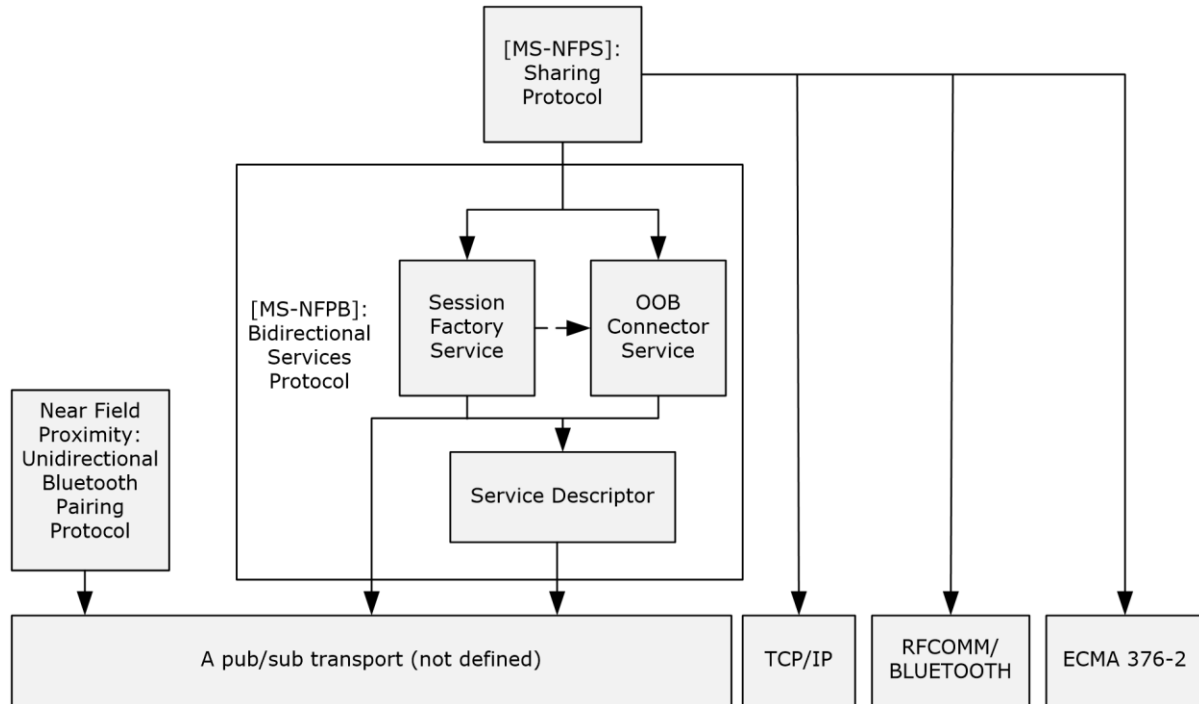 [MS-NFPS]:
Sharing
Protocol
[MS-NFPB]:
Bidirectional
Services
Protocol
Session
Factory
Service
OOB
Connector
Service
Near Field
Proximity:
Unidirectional
Bluetooth
Pairing
Protocol
Service Descriptor
A pub/sub transport (not defined)
TCP/IP
RFCOMM/
BLUETOOTH
ECMA 376-2